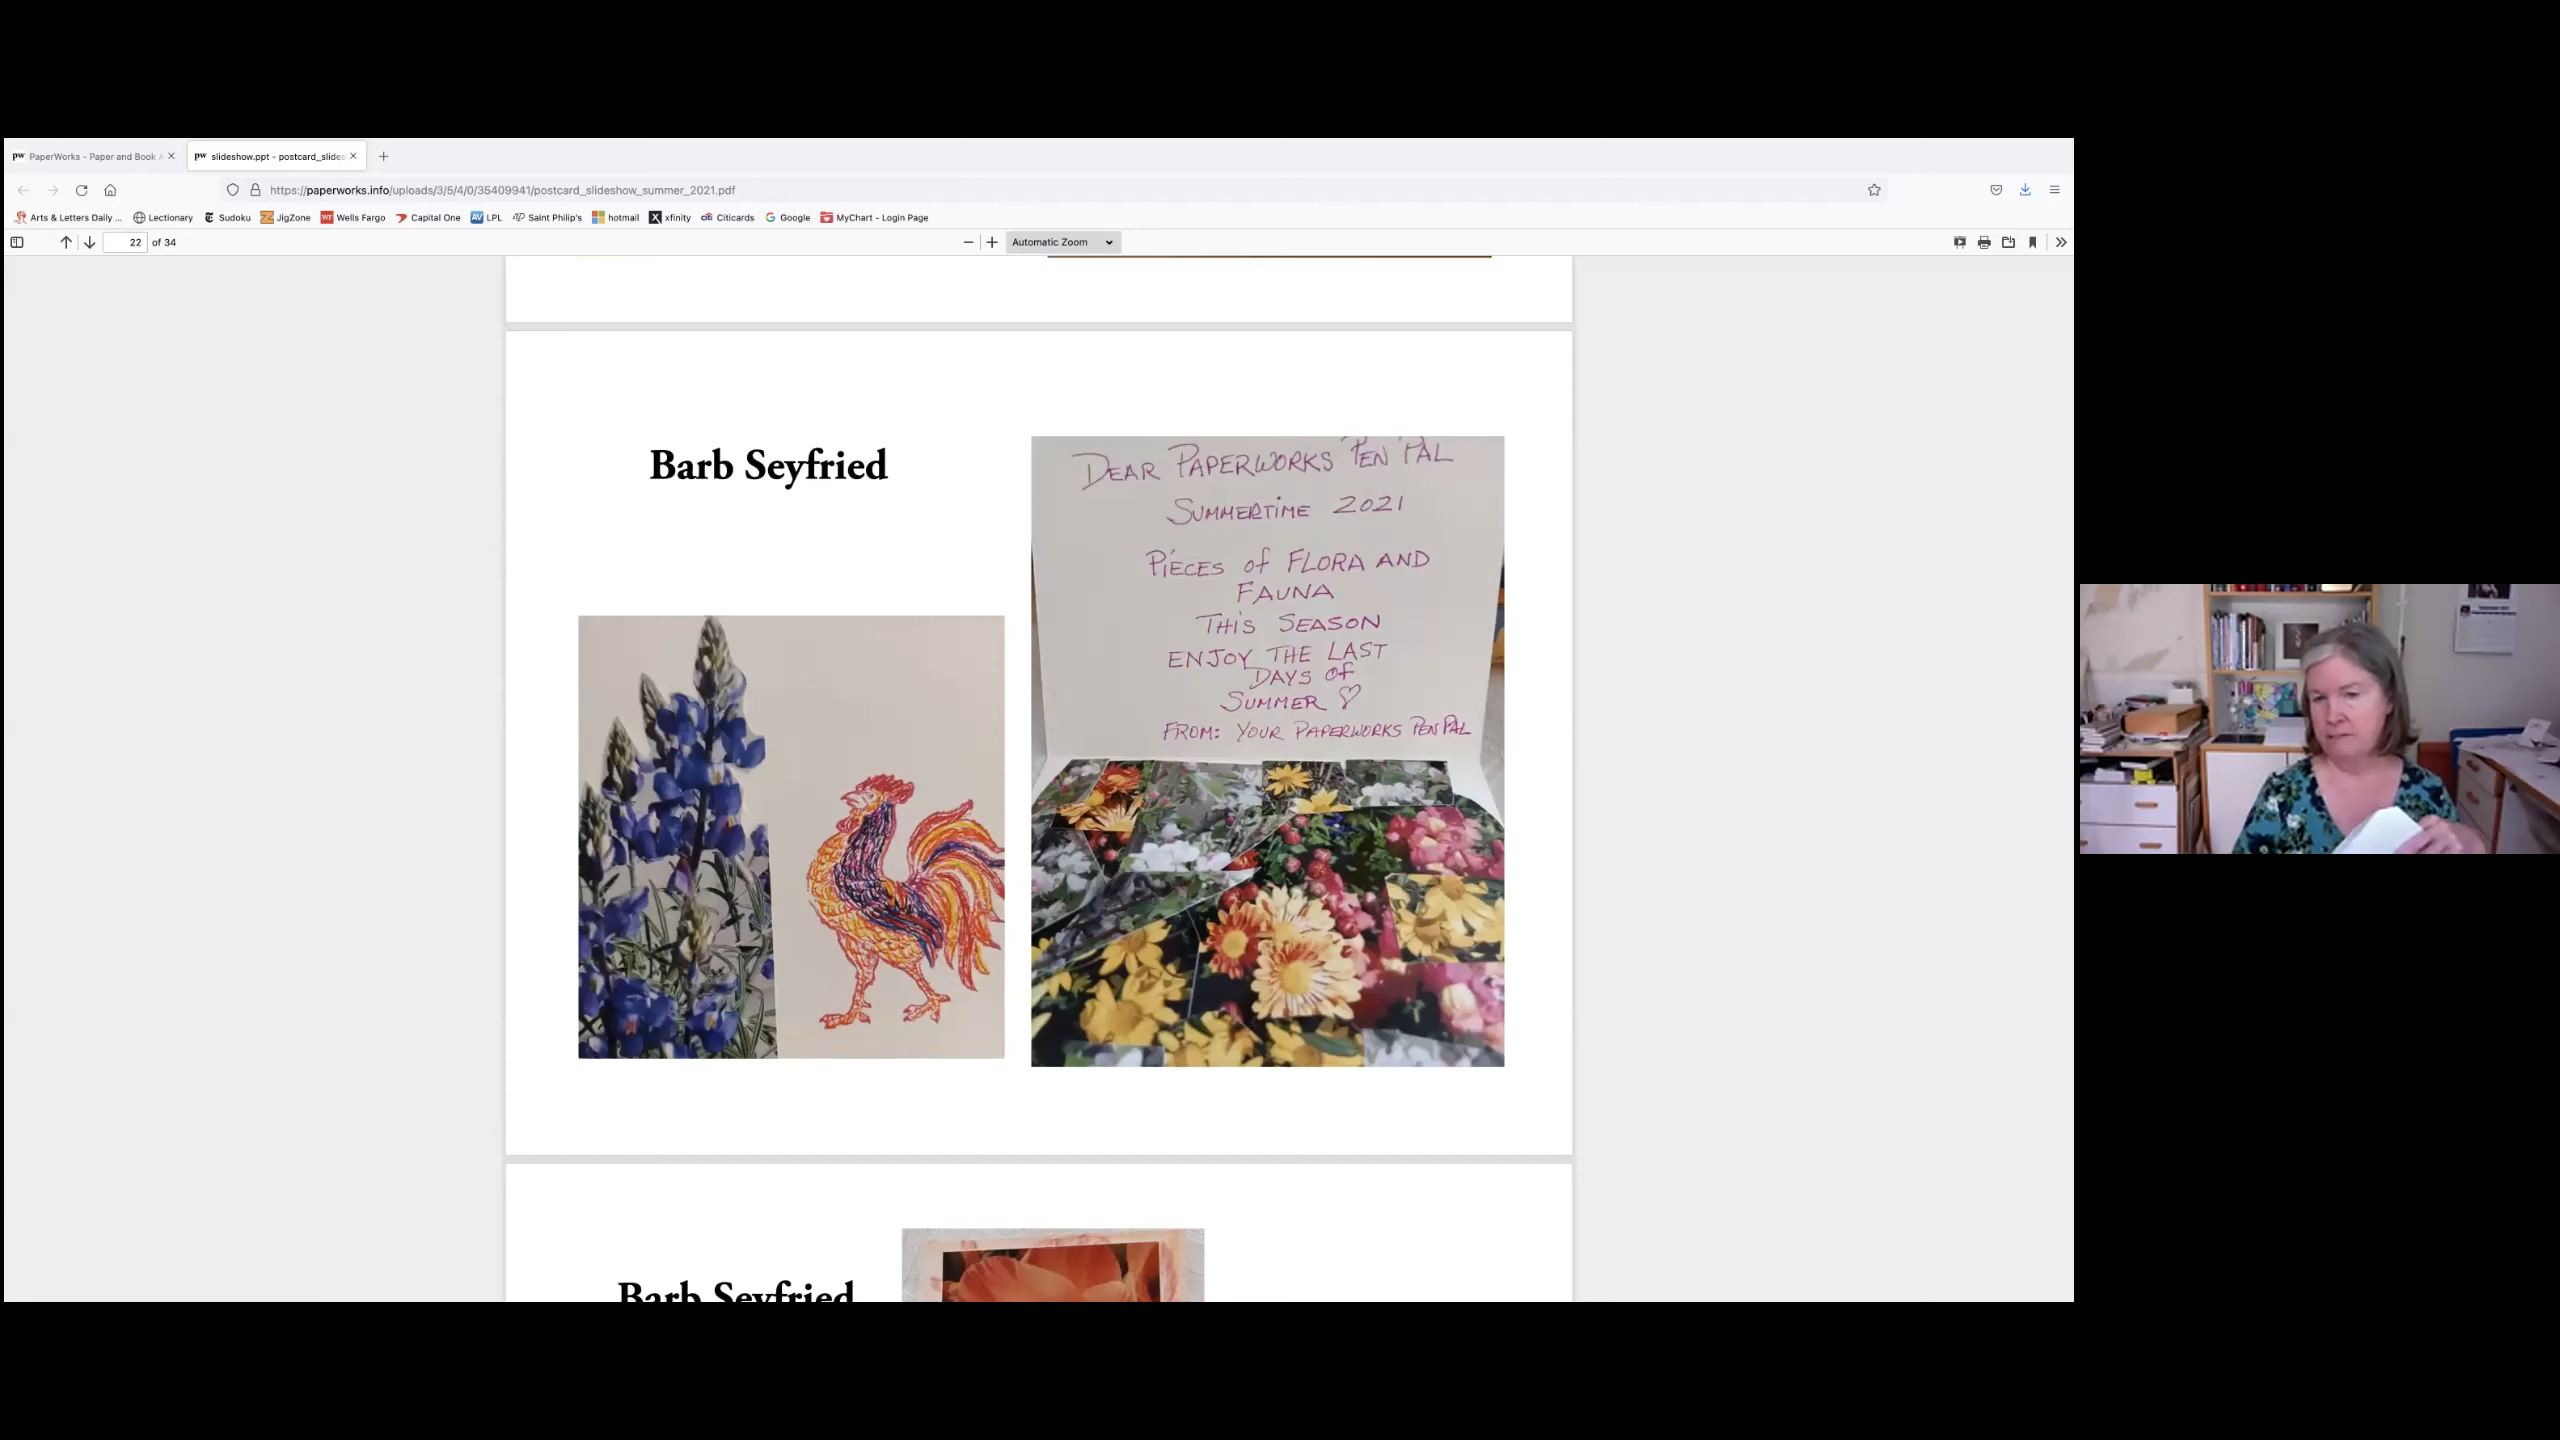 PaperWorks - Paper and Book A
slideshow.ppt - postcard_slides
https://paperworks.info/uploads/3/5/4/0/35409941/postcard_slideshow_summer_2021.pdf
Arts & Letters Daily ...
Lectionary
Sudoku
JigZone
Wells Fargo
Capital One
LPL
Saint Philip's
hotmail
xfinity
Citicards
Google
MyChart - Login Page
22 of 34
Automatic Zoom
Barb Seyfried
DEAR PAPERWORKS PEN PAL
SUMMERTIME 2021
PIECES of FLORA AND
FAUNA
THIS SEASON
ENJOY THE LAST
DAYS of
SUMMER ♡
FROM: YOUR PAPERWORKS PEN PAL
Barb Seyfried